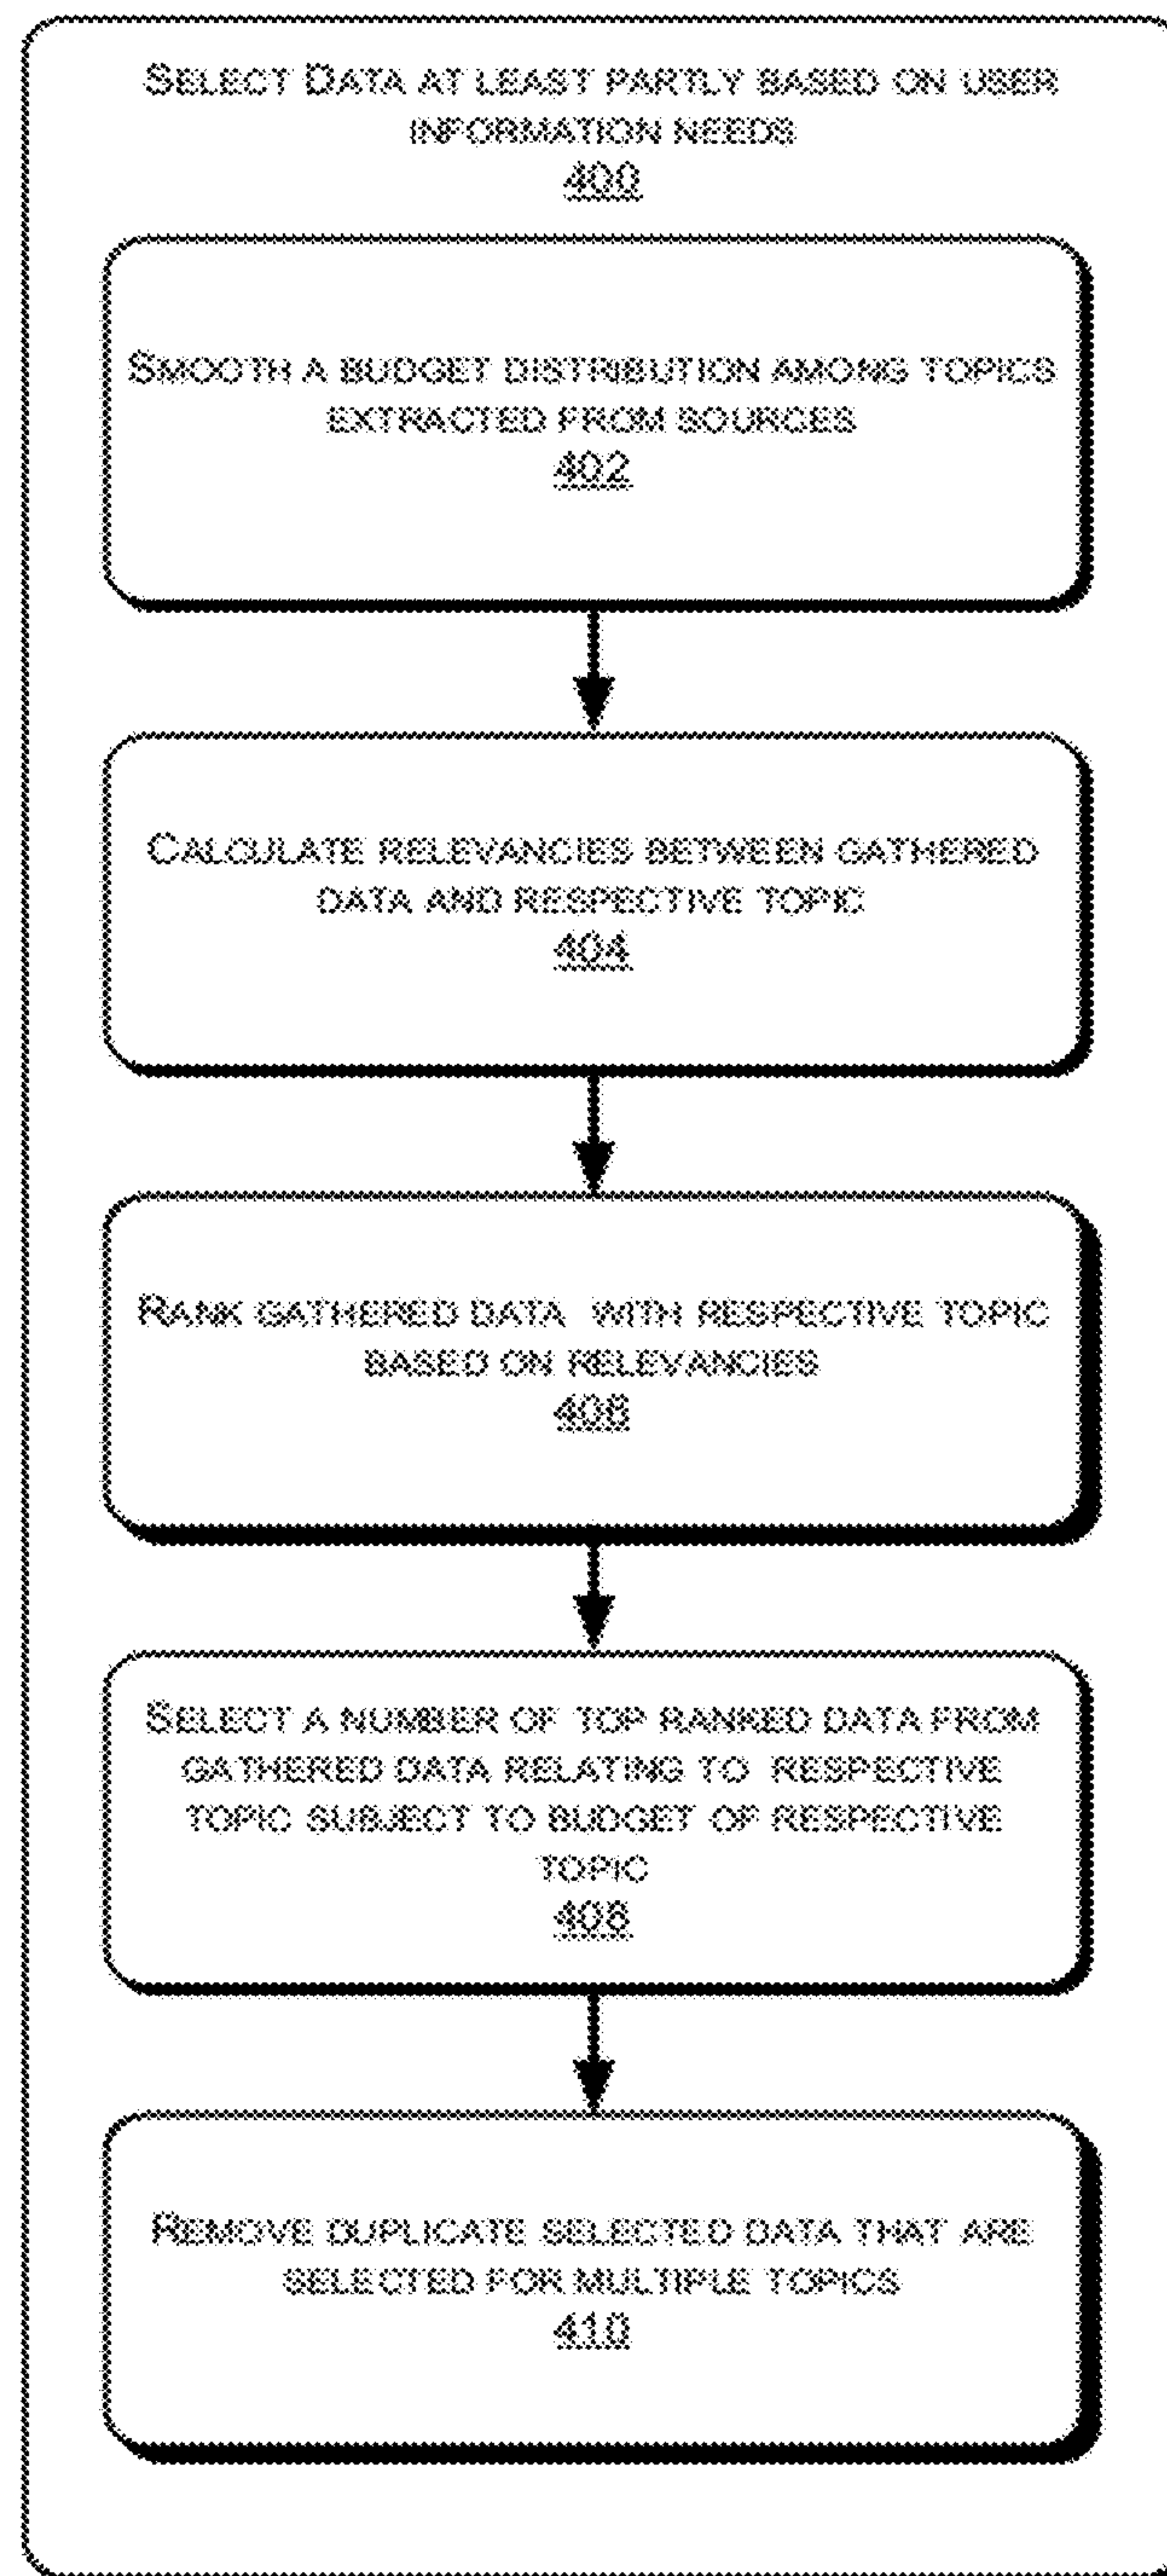 SELECT DATA AT LEAST PARTLY BASED ON USER
INFORMATION NEEDS
400
SMOOTH A BUDGET DISTRIBUTION AMONG TOPICS
EXTRACTED FROM SOURCES
402
CALCULATE RELEVANCIES BETWEEN GATHERED
DATA AND RESPECTIVE TOPIC
404
RANK GATHERED DATA WITH RESPECTIVE TOPIC
BASED ON RELEVANCIES
406
SELECT A NUMBER OF TOP RANKED DATA FROM
GATHERED DATA RELATING TO RESPECTIVE
TOPIC SUBJECT TO BUDGET OF RESPECTIVE
TOPIC
408
REMOVE DUPLICATE SELECTED DATA THAT ARE
SELECTED FOR MULTIPLE TOPICS
410